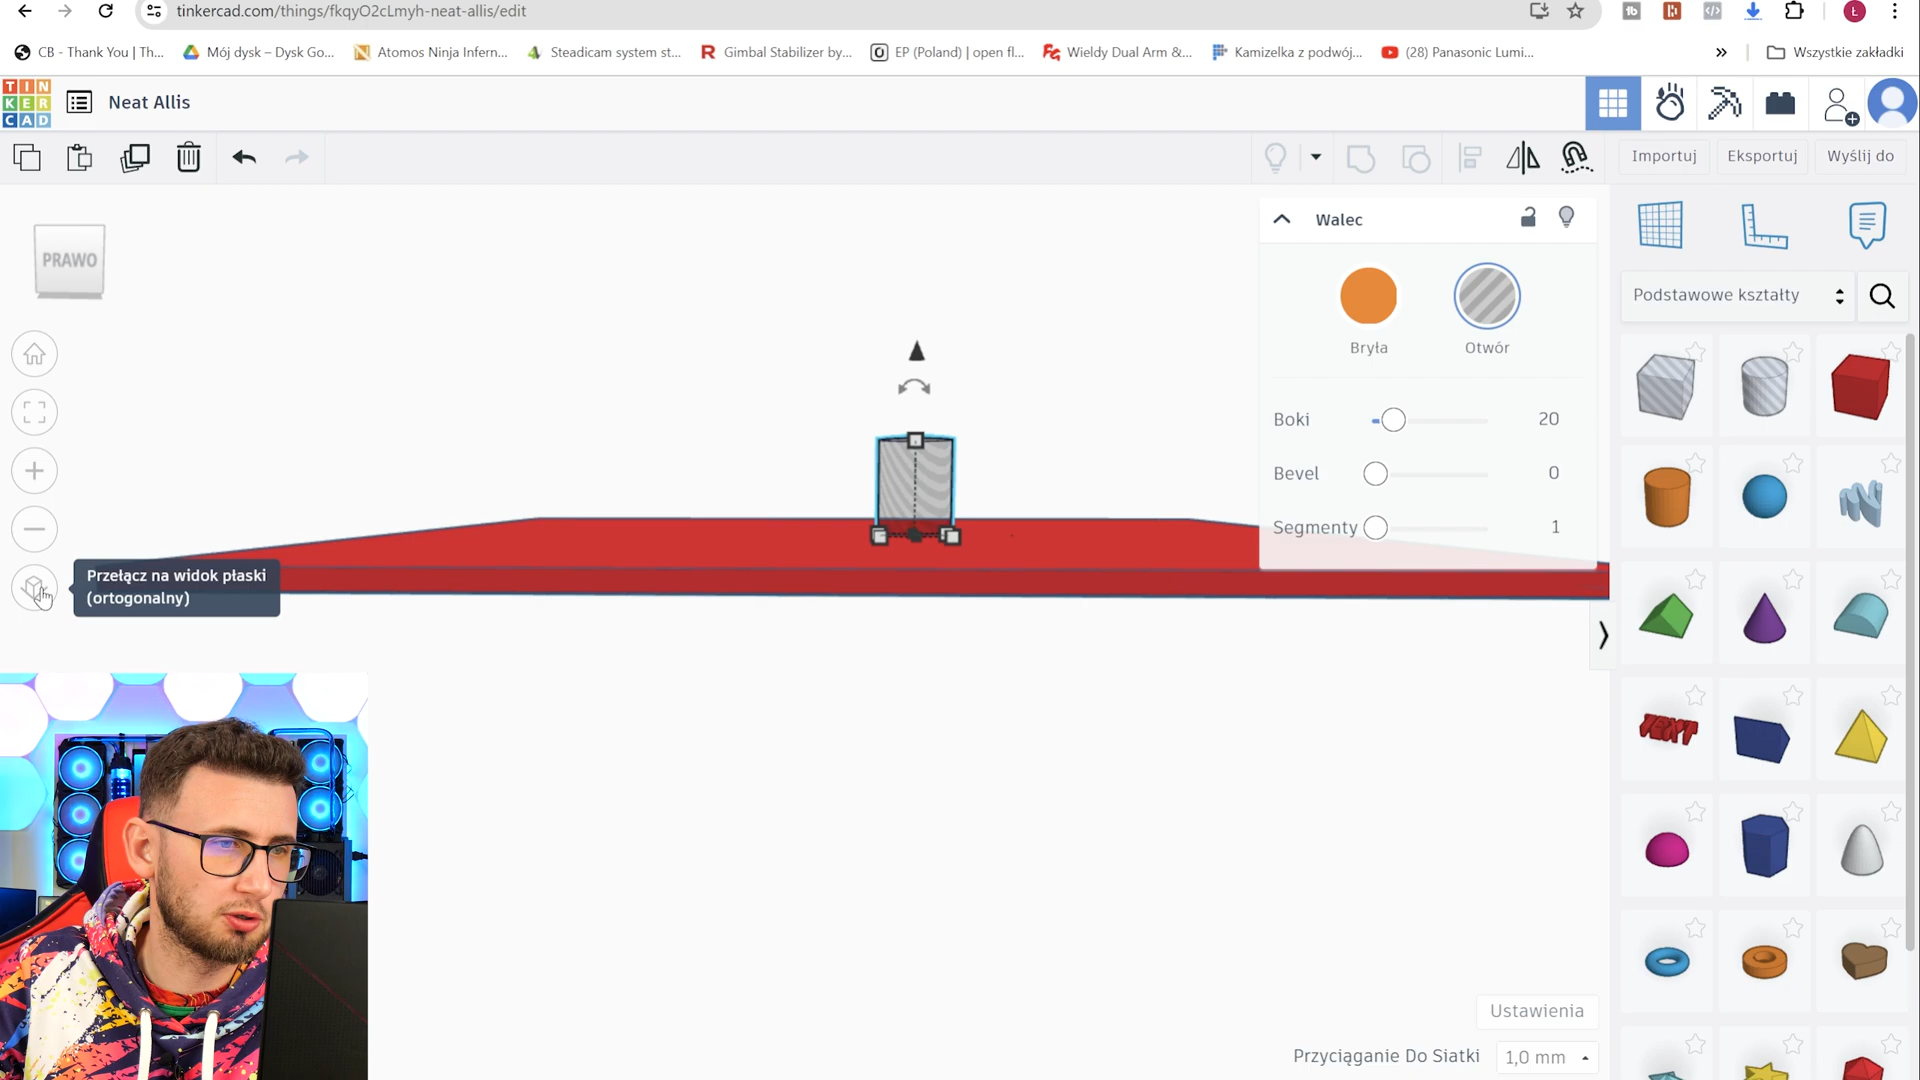 tinkercad.com/things/fkqyO2cLmyh-neat-allis/edit
CB - Thank You | Th...
Mój dysk – Dysk Go...
Atomos Ninja Infern...
Steadicam system st...
Gimbal Stabilizer by...
EP (Poland) | open fl...
Wieldy Dual Arm &...
Kamizelka z podwój...
(28) Panasonic Lumi...
»
Wszystkie zakładki
TIN
KER
CAD
Neat Allis
Importuj
Eksportuj
Wyślij do
PRAWO
Walec
Bryła
Otwór
Boki
20
Bevel
0
Segmenty
1
Podstawowe kształty
Przełącz na widok płaski
(ortogonalny)
TEXT
Ustawienia
Przyciąganie Do Siatki
1,0 mm